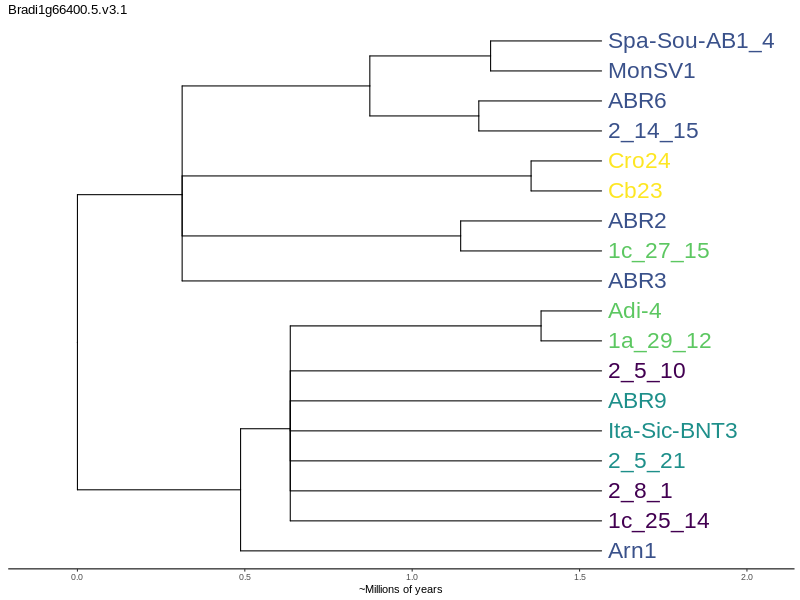 Bradi1g66400.5.v3.1
Spa-Sou-AB1_4
MonSV1
ABR6
2_14_15
Cro24
Cb23
ABR2
1c_27_15
ABR3
Adi-4
1a_29_12
2_5_10
ABR9
Ita-Sic-BNT3
2_5_21
2_8_1
1c_25_14
Arn1
0.0 0.5 1.0 1.5 2.0
~Millions of years